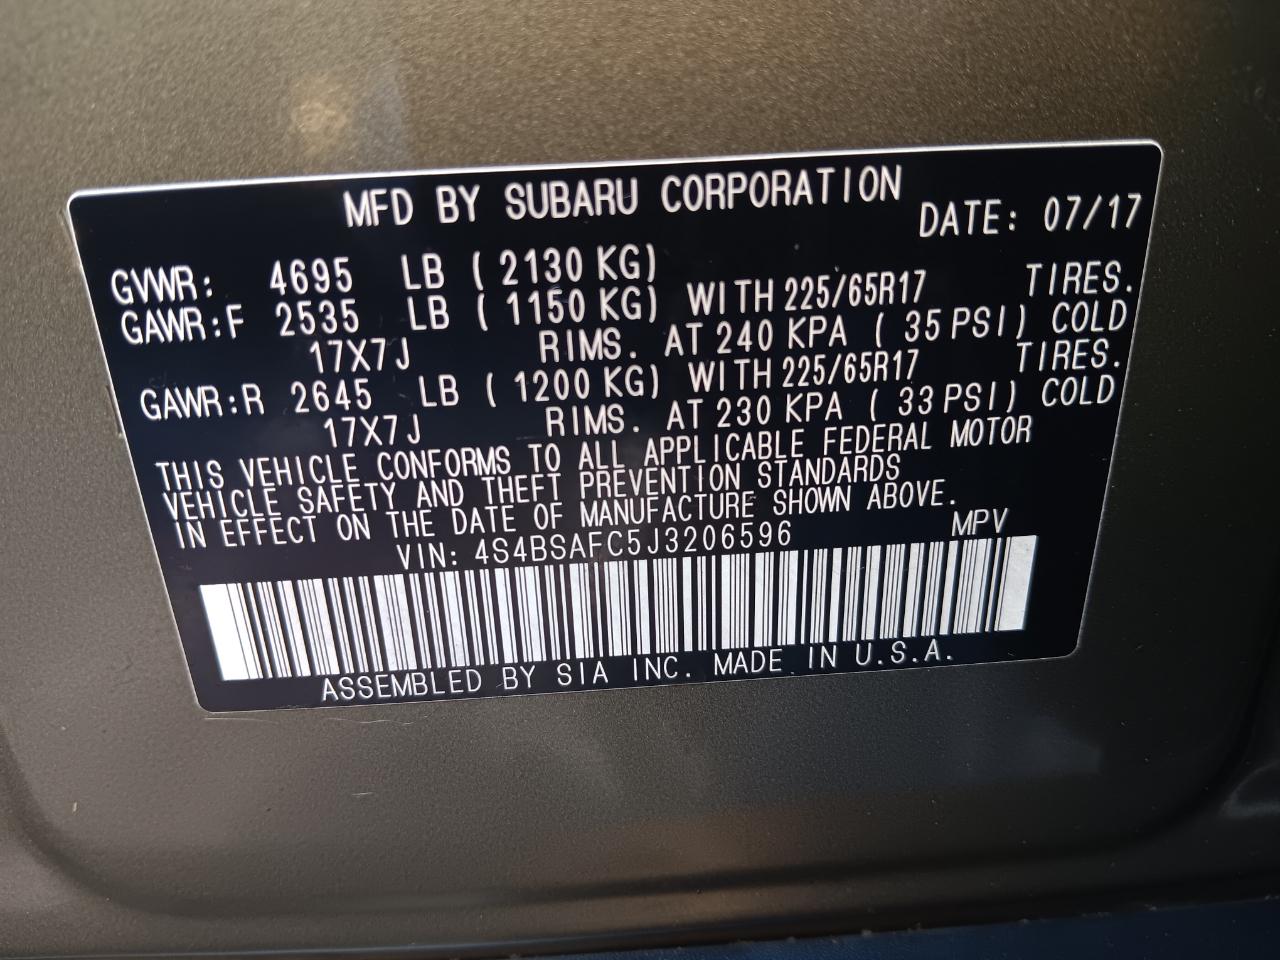 MFD BY SUBARU CORPORATION
DATE: 07/17
GVWR: 4695 LB ( 2130 KG)
GAWR:F 2535 LB ( 1150 KG) WITH 225/65R17 TIRES.
17X7J RIMS. AT 240 KPA ( 35 PSI) COLD
GAWR:R 2645 LB ( 1200 KG) WITH 225/65R17 TIRES.
17X7J RIMS. AT 230 KPA ( 33 PSI) COLD
THIS VEHICLE CONFORMS TO ALL APPLICABLE FEDERAL MOTOR
VEHICLE SAFETY AND THEFT PREVENTION STANDARDS
IN EFFECT ON THE DATE OF MANUFACTURE SHOWN ABOVE.
VIN: 4S4BSAFC5J3206596 MPV
ASSEMBLED BY SIA INC. MADE IN U.S.A.